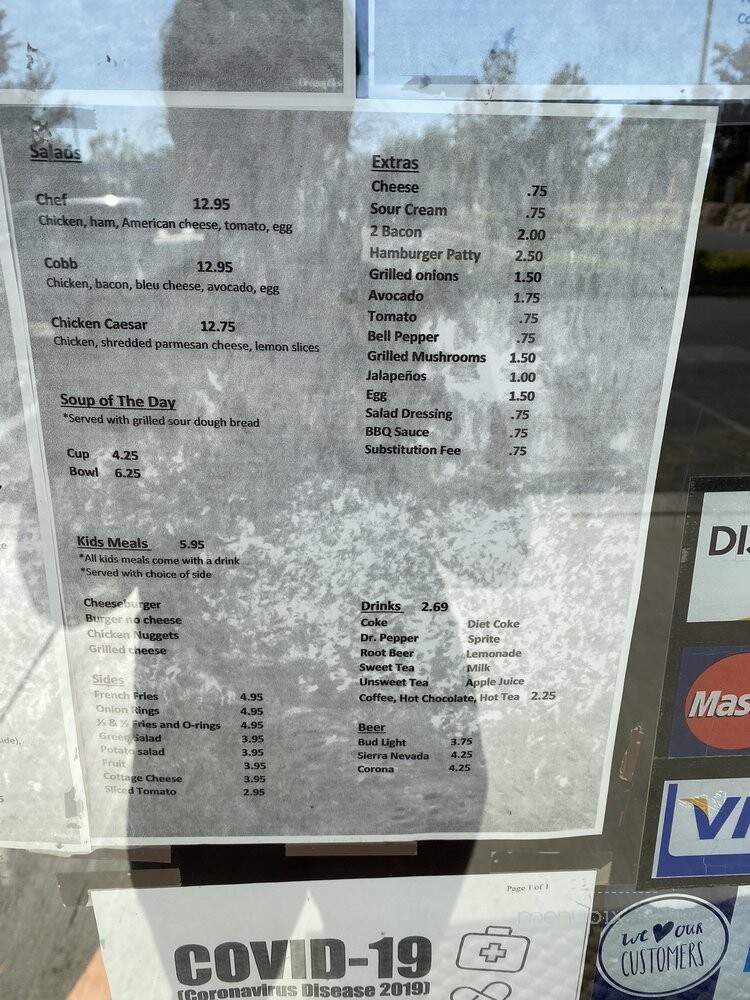 Salads
Chef 12.95
Chicken, ham, American cheese, tomato, egg
Cobb 12.95
Chicken, bacon, bleu cheese, avocado, egg
Chicken Caesar 12.75
Chicken, shredded parmesan cheese, lemon slices
Soup of The Day
*Served with grilled sour dough bread
Cup 4.25
Bowl 6.25
Kids Meals 5.95
*All kids meals come with a drink
*Served with choice of side
Cheeseburger
Burger no cheese
Chicken Nuggets
Grilled cheese
Sides
French Fries 4.95
Onion Rings 4.95
½ & ½ Fries and O-rings 4.95
Green Salad 3.95
Potato salad 3.95
Fruit 3.95
Cottage Cheese 3.95
Sliced Tomato 2.95
Extras
Cheese .75
Sour Cream .75
2 Bacon 2.00
Hamburger Patty 2.50
Grilled onions 1.50
Avocado 1.75
Tomato .75
Bell Pepper .75
Grilled Mushrooms 1.50
Jalapeños 1.00
Egg 1.50
Salad Dressing .75
BBQ Sauce .75
Substitution Fee .75
Drinks 2.69
Coke Diet Coke
Dr. Pepper Sprite
Root Beer Lemonade
Sweet Tea Milk
Unsweet Tea Apple Juice
Coffee, Hot Chocolate, Hot Tea 2.25
Beer
Bud Light 3.75
Sierra Nevada 4.25
Corona 4.25
Page 1 of 1
COVID-19
(Coronavirus Disease 2019)
WE OUR
CUSTOMERS